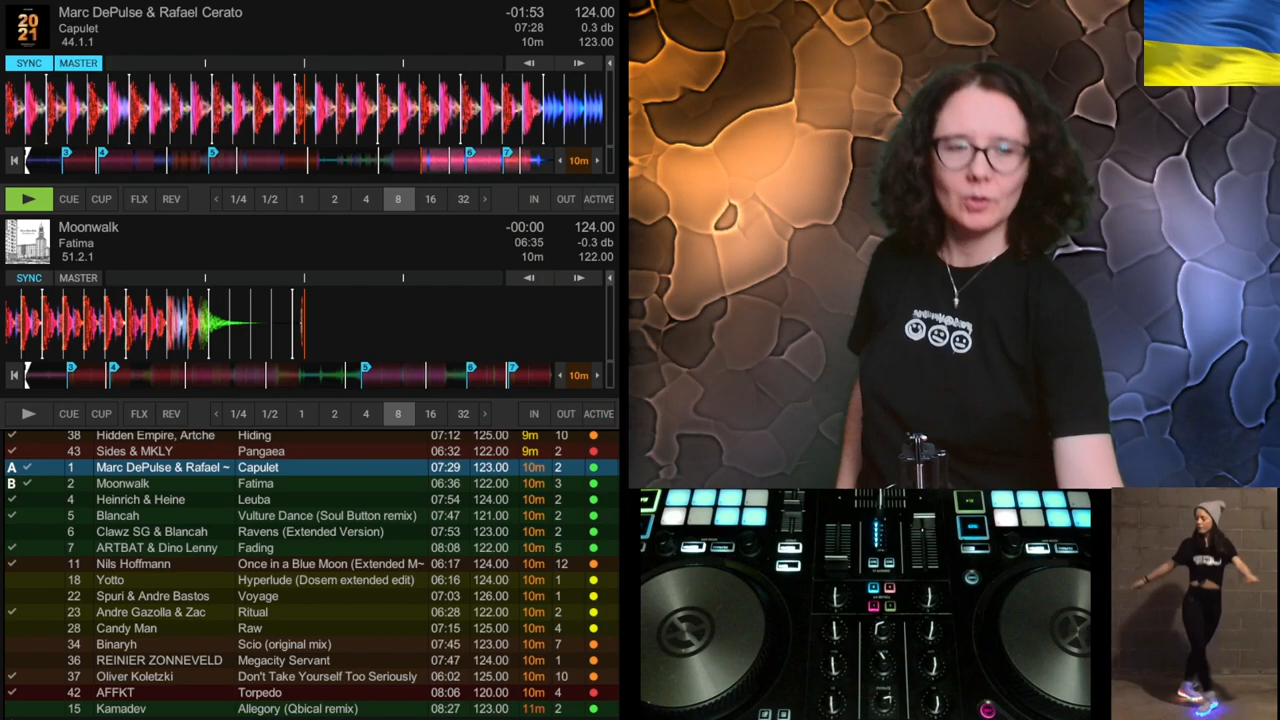 20
21
Marc DePulse & Rafael Cerato -01:53 124.00
Capulet 07:28 0.3 db
44.1.1 10m 123.00
SYNC MASTER
3 4 5 6 7 10m
CUE CUP FLX REV 1/4 1/2 1 2 4 8 16 32 IN OUT ACTIVE
Moonwalk -00:00 124.00
Fatima 06:35 -0.3 db
51.2.1 10m 122.00
SYNC MASTER
3 4 5 6 7 10m
CUE CUP FLX REV 1/4 1/2 1 2 4 8 16 32 IN OUT ACTIVE
38 Hidden Empire, Artche Hiding 07:12 125.00 9m 10
43 Sides & MKLY Pangaea 06:32 122.00 9m 2
A 1 Marc DePulse & Rafael ~ Capulet 07:29 123.00 10m 2
B 2 Moonwalk Fatima 06:36 122.00 10m 3
4 Heinrich & Heine Leuba 07:54 124.00 10m 2
5 Blancah Vulture Dance (Soul Button remix) 07:47 121.00 10m 2
6 Clawz SG & Blancah Ravens (Extended Version) 07:53 123.00 10m 2
7 ARTBAT & Dino Lenny Fading 08:08 122.00 10m 5
11 Nils Hoffmann Once in a Blue Moon (Extended M~ 06:17 124.00 10m 12
18 Yotto Hyperlude (Dosem extended edit) 06:16 124.00 10m 1
22 Spuri & Andre Bastos Voyage 07:03 126.00 10m 1
23 Andre Gazolla & Zac Ritual 06:28 122.00 10m 2
28 Candy Man Raw 07:15 125.00 10m 4
34 Binaryh Scio (original mix) 07:45 123.00 10m 7
36 REINIER ZONNEVELD Megacity Servant 07:47 124.00 10m 1
37 Oliver Koletzki Don't Take Yourself Too Seriously 06:02 125.00 10m 10
42 AFFKT Torpedo 08:06 120.00 10m 4
15 Kamadev Allegory (Qbical remix) 08:27 123.00 11m 2